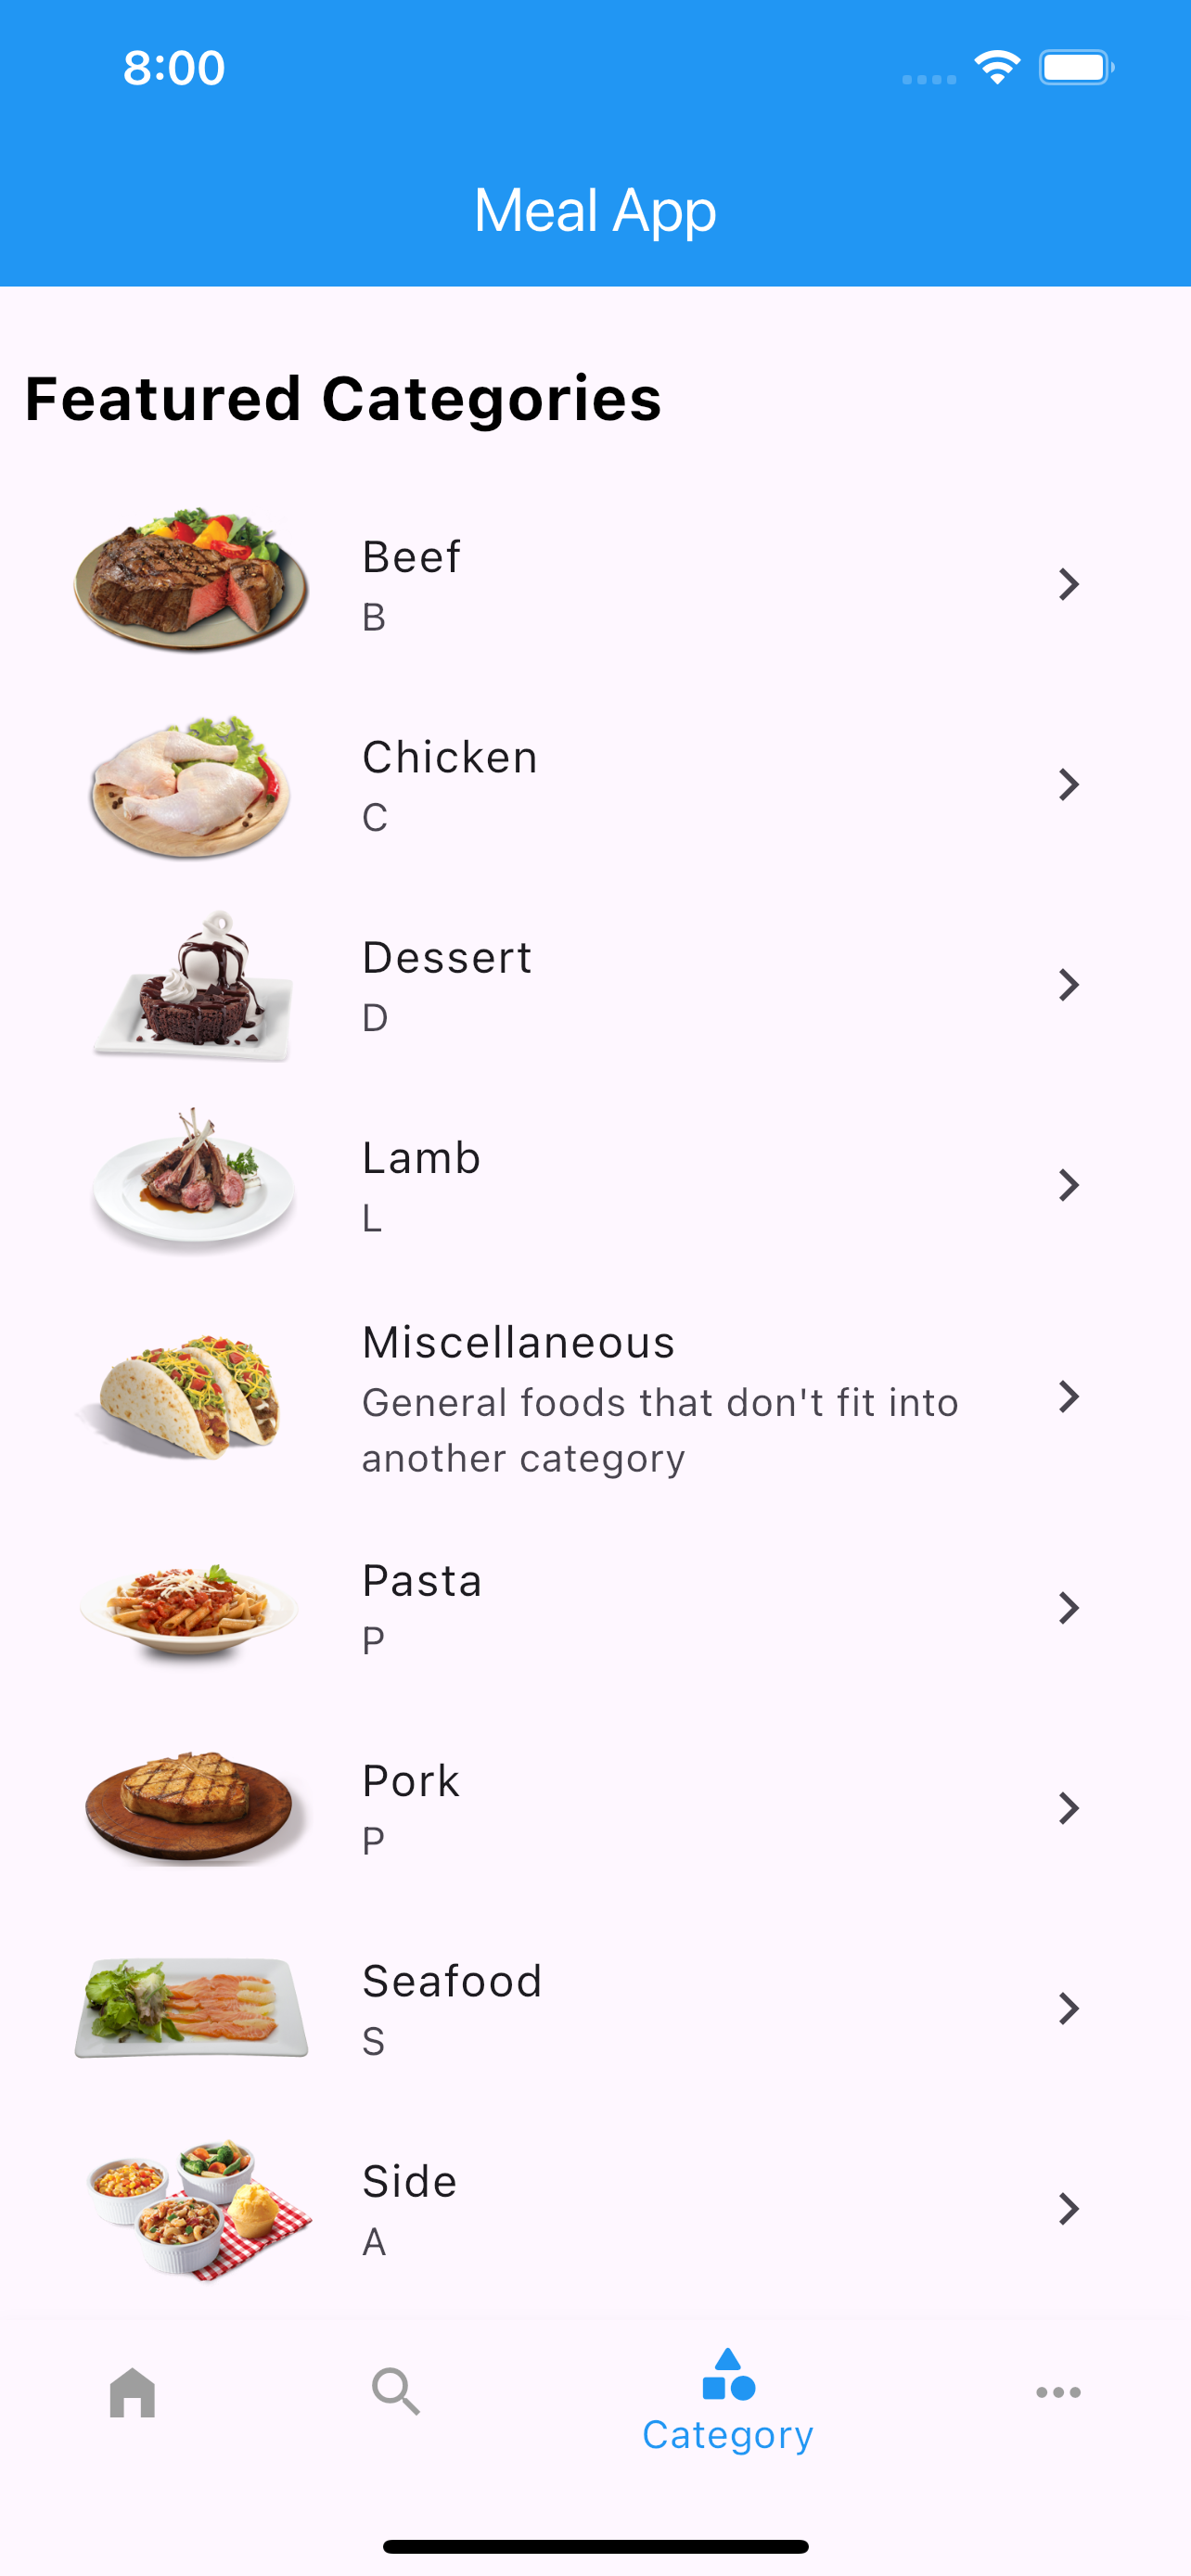 8:00
Meal App
Featured Categories
Beef
B
Chicken
C
Dessert
D
Lamb
L
Miscellaneous
General foods that don't fit into
another category
Pasta
P
Pork
P
Seafood
S
Side
A
Category